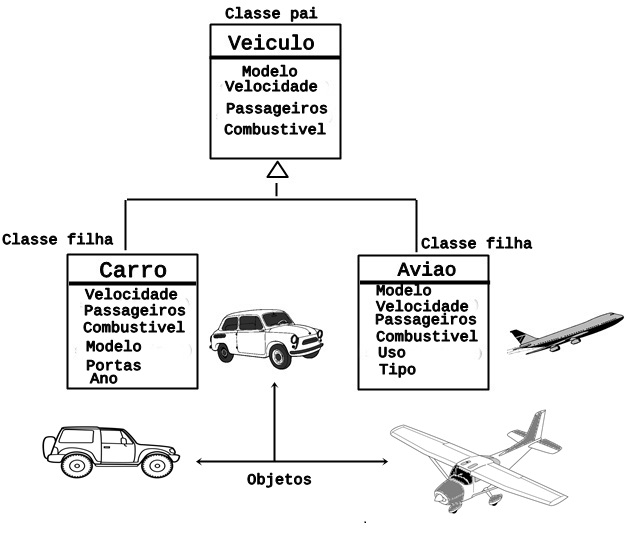 Classe pai
Veiculo
Modelo
Velocidade
Passageiros
Combustivel
Classe filha
Carro
Velocidade
Passageiros
Combustivel
Modelo
Portas
Ano
Classe filha
Aviao
Modelo
Velocidade
Passageiros
Combustivel
Uso
Tipo
Objetos